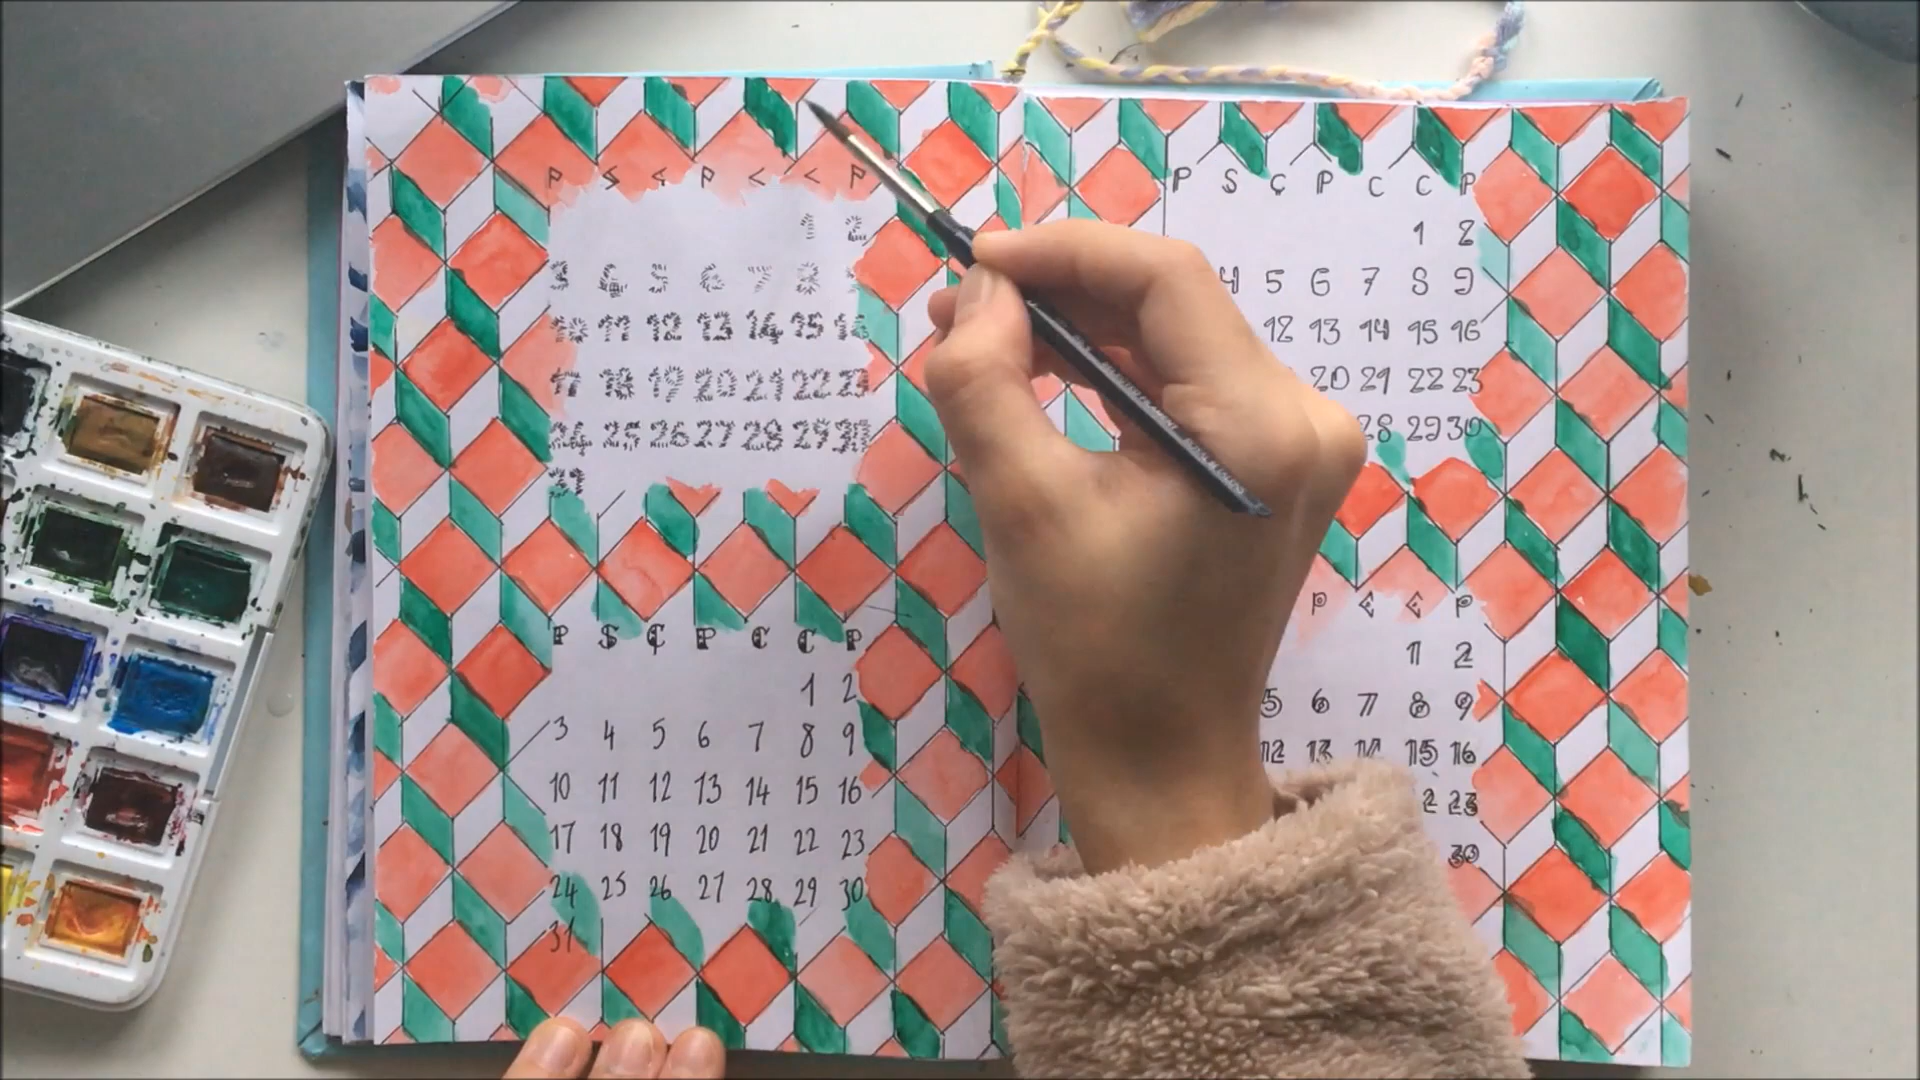 P S Ç P C C P
1 2
3 4 5 6 7 8
10 11 12 13 14 15 16
17 18 19 20 21 22 23
24 25 26 27 28 29 30
31
P S Ç P C C P
1 2
3 4 5 6 7 8 9
10 11 12 13 14 15 16
17 18 19 20 21 22 23
24 25 26 27 28 29 30
31
P S Ç P C C P
1 2
4 5 6 7 8 9
12 13 14 15 16
20 21 22 23
28 29 30
P Ç C P
1 2
5 6 7 8 9
12 13 14 15 16
23
30